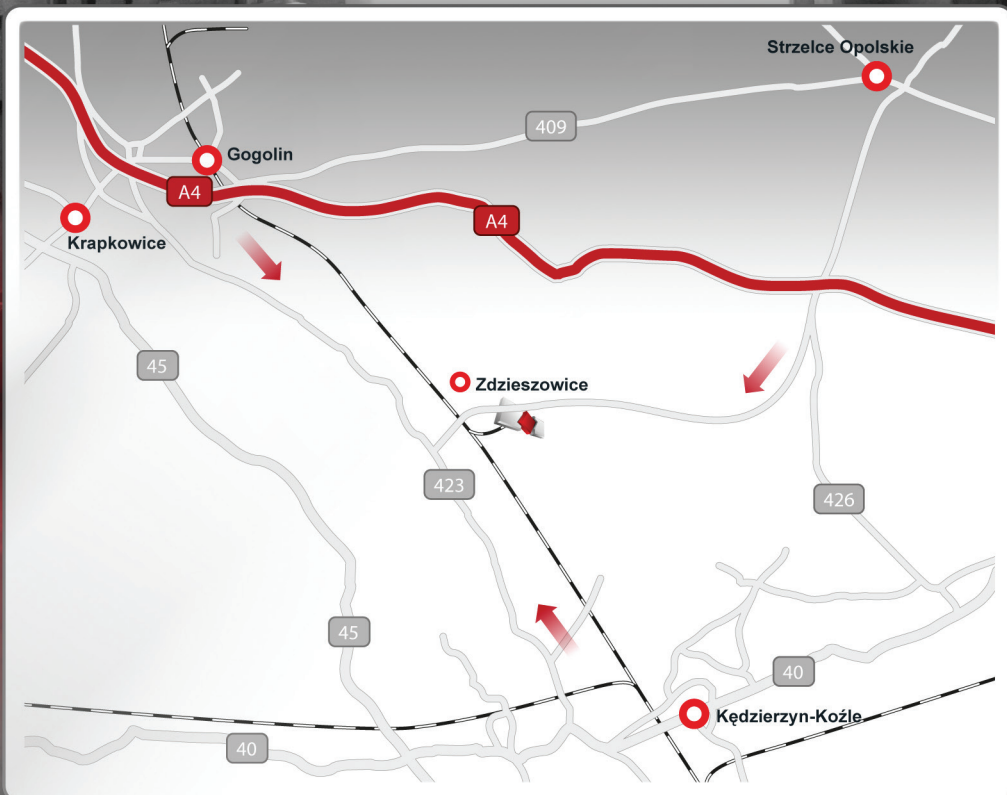 Strzelce Opolskie
409
Gogolin
A4
A4
Krapkowice
45
Zdzieszowice
423
426
45
40
Kędzierzyn-Koźle
40